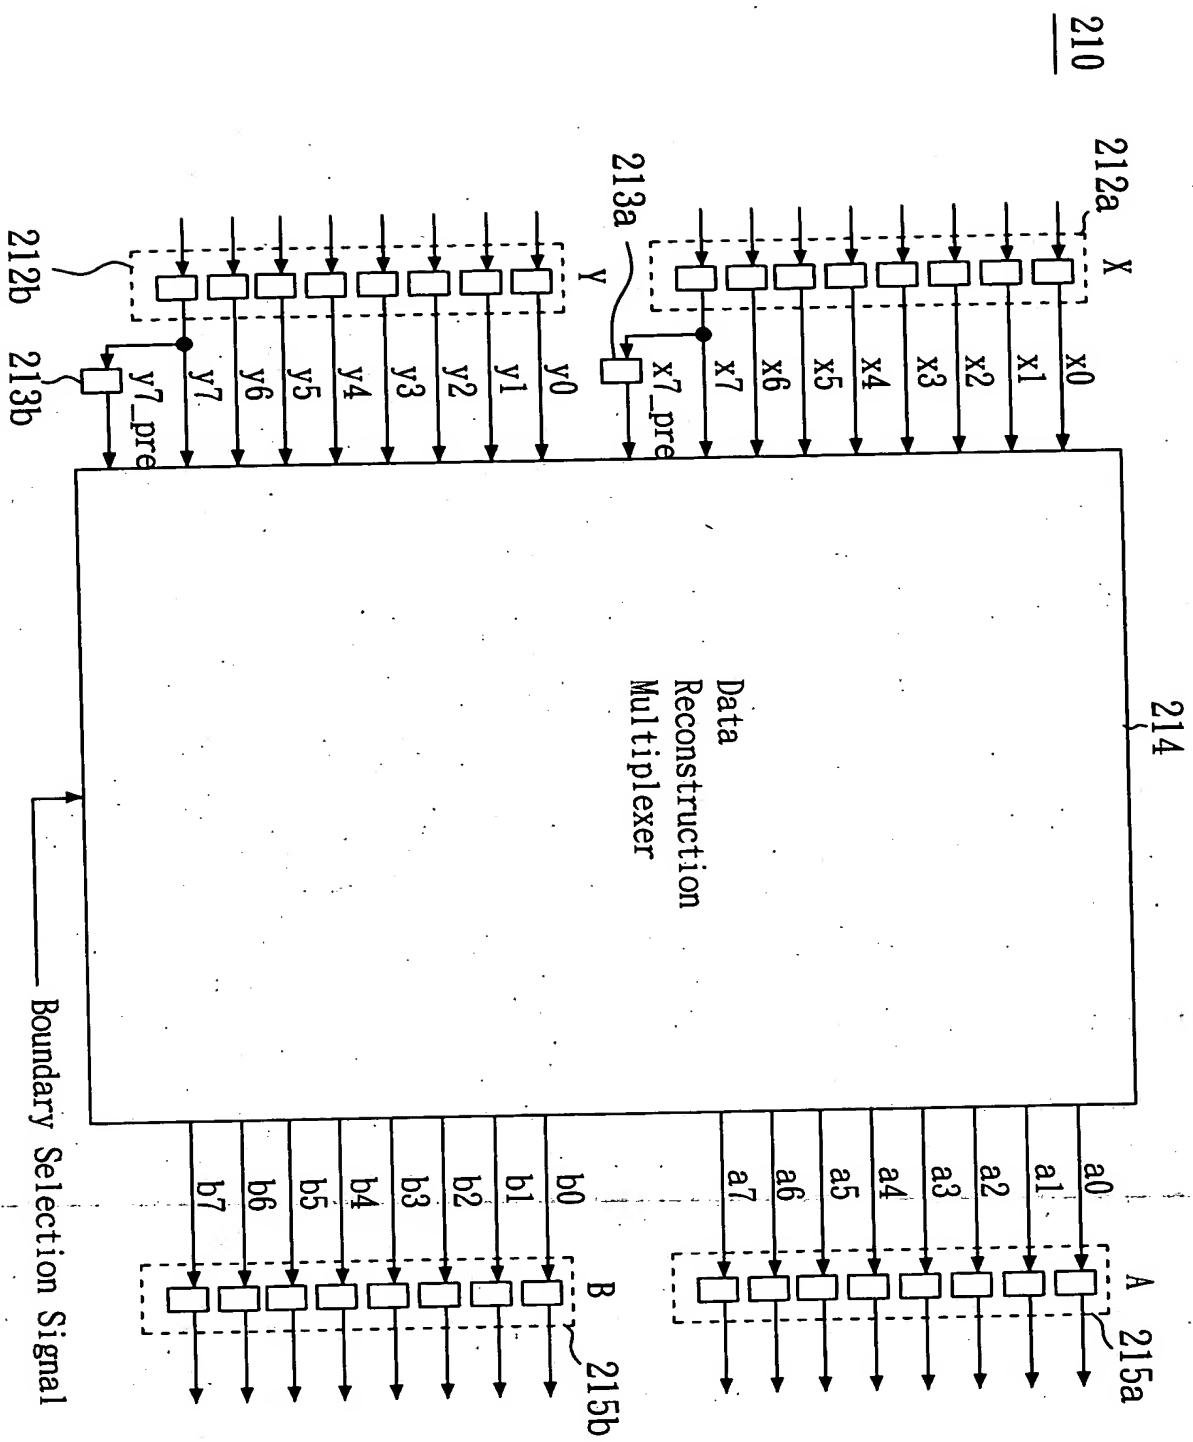 210
212a
X
x0
x1
x2
x3
x4
x5
x6
x7
x7_pre
213a
Y
y0
y1
y2
y3
y4
y5
y6
y7
y7_pre
212b
213b
214
Data
Reconstruction
Multiplexer
Boundary Selection Signal
a0
a1
a2
a3
a4
a5
a6
a7
A
215a
b0
b1
b2
b3
b4
b5
b6
b7
B
215b